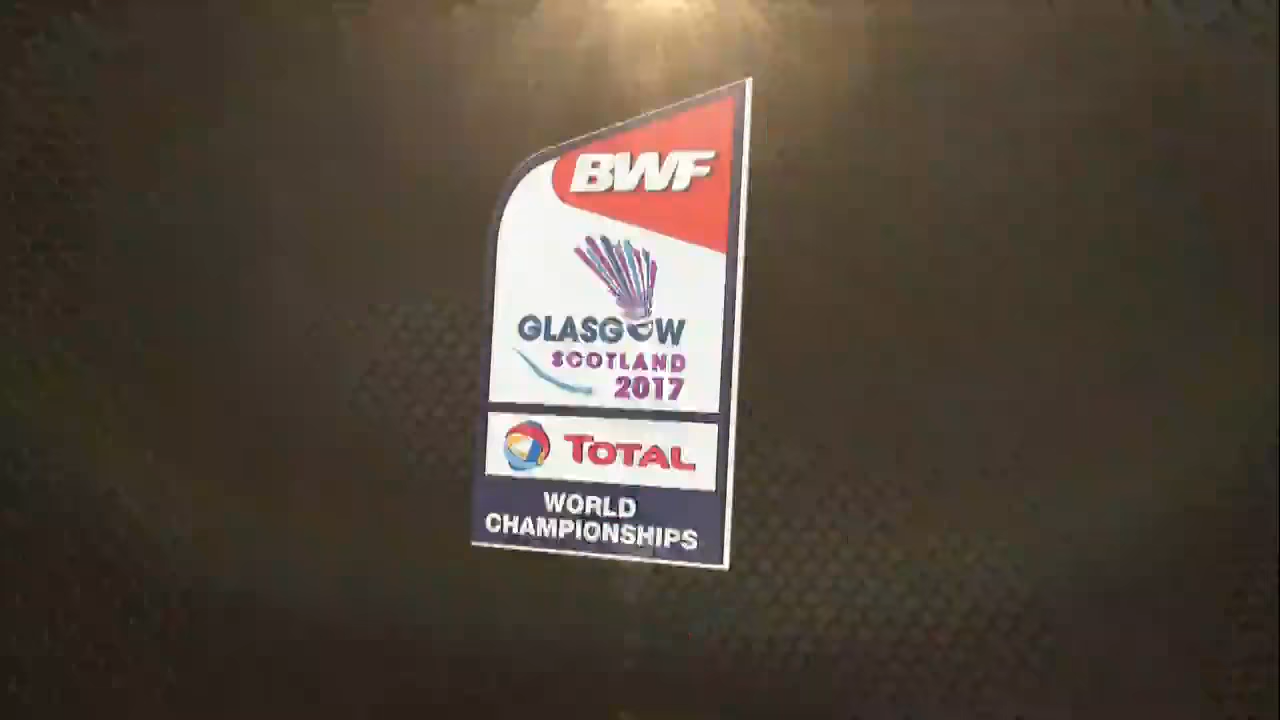 BWF
GLASGOW
SCOTLAND
2017
TOTAL
WORLD
CHAMPIONSHIPS